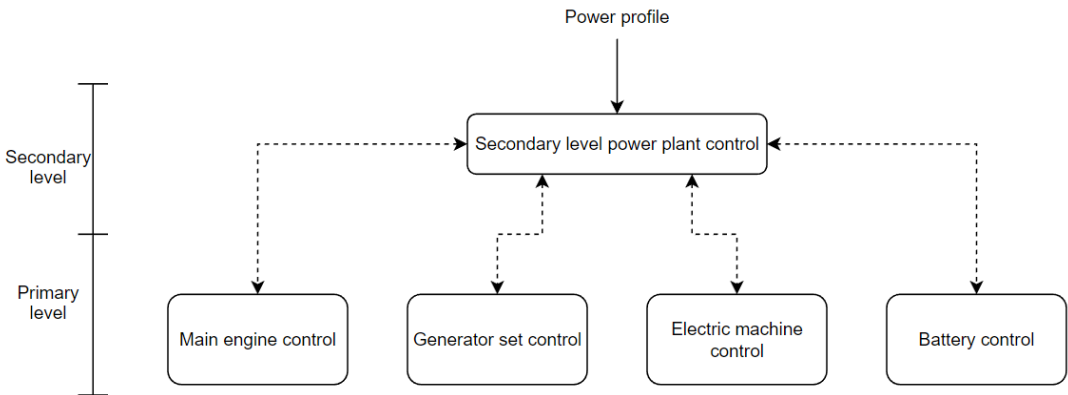 Power profile
Secondary level power plant control
Secondary
level
Primary
level
Main engine control
Generator set control
Electric machine
control
Battery control